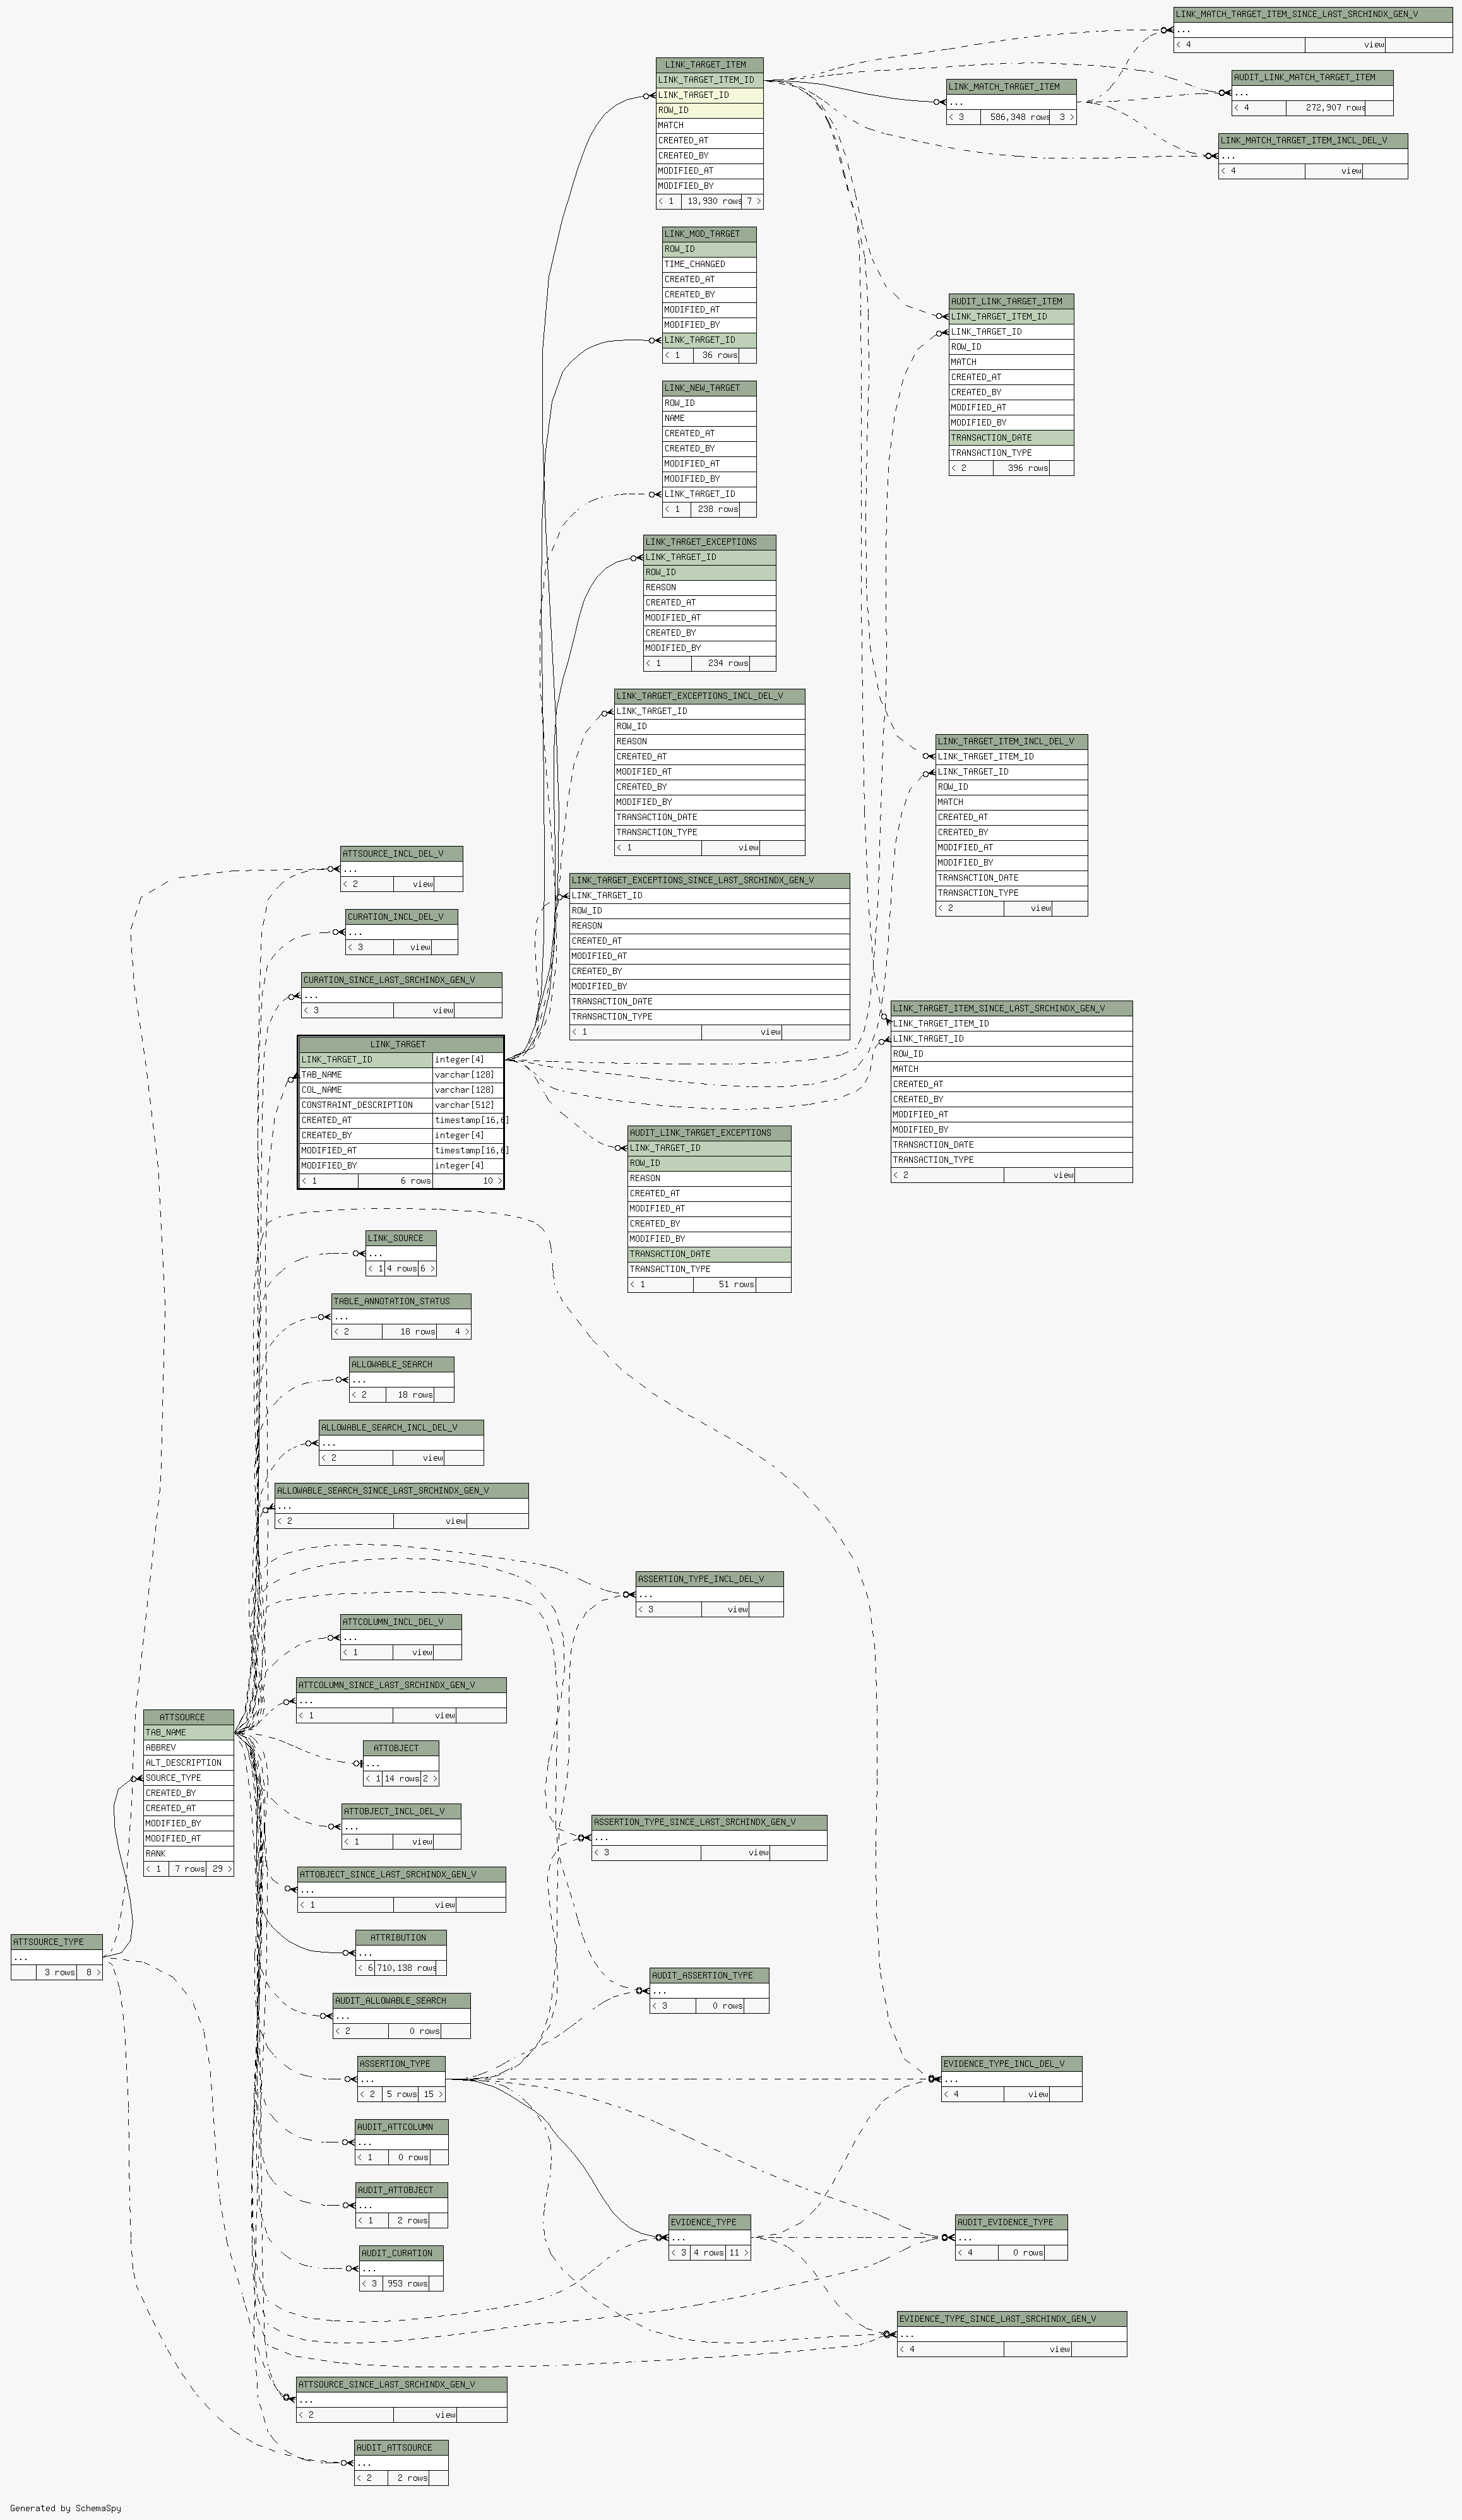 LINK_MATCH_TARGET_ITEM_SINCE_LAST_SRCHINDX_GEN_V
...
< 4 view
LINK_TARGET_ITEM
LINK_TARGET_ITEM_ID
LINK_TARGET_ID
ROW_ID
MATCH
CREATED_AT
CREATED_BY
MODIFIED_AT
MODIFIED_BY
< 1 13,930 rows 7 >
LINK_MATCH_TARGET_ITEM
...
< 3 586,348 rows 3 >
AUDIT_LINK_MATCH_TARGET_ITEM
...
< 4 272,907 rows
LINK_MATCH_TARGET_ITEM_INCL_DEL_V
...
< 4 view
LINK_MOD_TARGET
ROW_ID
TIME_CHANGED
CREATED_AT
CREATED_BY
MODIFIED_AT
MODIFIED_BY
LINK_TARGET_ID
< 1 36 rows
AUDIT_LINK_TARGET_ITEM
LINK_TARGET_ITEM_ID
LINK_TARGET_ID
ROW_ID
MATCH
CREATED_AT
CREATED_BY
MODIFIED_AT
MODIFIED_BY
TRANSACTION_DATE
TRANSACTION_TYPE
< 2 396 rows
LINK_NEW_TARGET
ROW_ID
NAME
CREATED_AT
CREATED_BY
MODIFIED_AT
MODIFIED_BY
LINK_TARGET_ID
< 1 238 rows
LINK_TARGET_EXCEPTIONS
LINK_TARGET_ID
ROW_ID
REASON
CREATED_AT
MODIFIED_AT
CREATED_BY
MODIFIED_BY
< 1 234 rows
LINK_TARGET_EXCEPTIONS_INCL_DEL_V
LINK_TARGET_ID
ROW_ID
REASON
CREATED_AT
MODIFIED_AT
CREATED_BY
MODIFIED_BY
TRANSACTION_DATE
TRANSACTION_TYPE
< 1 view
LINK_TARGET_ITEM_INCL_DEL_V
LINK_TARGET_ITEM_ID
LINK_TARGET_ID
ROW_ID
MATCH
CREATED_AT
CREATED_BY
MODIFIED_AT
MODIFIED_BY
TRANSACTION_DATE
TRANSACTION_TYPE
< 2 view
ATTSOURCE_INCL_DEL_V
...
< 2 view
CURATION_INCL_DEL_V
...
< 3 view
CURATION_SINCE_LAST_SRCHINDX_GEN_V
...
< 3 view
LINK_TARGET_EXCEPTIONS_SINCE_LAST_SRCHINDX_GEN_V
LINK_TARGET_ID
ROW_ID
REASON
CREATED_AT
MODIFIED_AT
CREATED_BY
MODIFIED_BY
TRANSACTION_DATE
TRANSACTION_TYPE
< 1 view
LINK_TARGET_ITEM_SINCE_LAST_SRCHINDX_GEN_V
LINK_TARGET_ITEM_ID
LINK_TARGET_ID
ROW_ID
MATCH
CREATED_AT
CREATED_BY
MODIFIED_AT
MODIFIED_BY
TRANSACTION_DATE
TRANSACTION_TYPE
< 2 view
LINK_TARGET
LINK_TARGET_ID integer[4]
TAB_NAME varchar[128]
COL_NAME varchar[128]
CONSTRAINT_DESCRIPTION varchar[512]
CREATED_AT timestamp[16,6]
CREATED_BY integer[4]
MODIFIED_AT timestamp[16,6]
MODIFIED_BY integer[4]
< 1 6 rows 10 >
AUDIT_LINK_TARGET_EXCEPTIONS
LINK_TARGET_ID
ROW_ID
REASON
CREATED_AT
MODIFIED_AT
CREATED_BY
MODIFIED_BY
TRANSACTION_DATE
TRANSACTION_TYPE
< 1 51 rows
LINK_SOURCE
...
< 1 4 rows 6 >
TABLE_ANNOTATION_STATUS
...
< 2 18 rows 4 >
ALLOWABLE_SEARCH
...
< 2 18 rows
ALLOWABLE_SEARCH_INCL_DEL_V
...
< 2 view
ALLOWABLE_SEARCH_SINCE_LAST_SRCHINDX_GEN_V
...
< 2 view
ASSERTION_TYPE_INCL_DEL_V
...
< 3 view
ATTCOLUMN_INCL_DEL_V
...
< 1 view
ATTCOLUMN_SINCE_LAST_SRCHINDX_GEN_V
...
< 1 view
ATTSOURCE
TAB_NAME
ABBREV
ALT_DESCRIPTION
SOURCE_TYPE
CREATED_BY
CREATED_AT
MODIFIED_BY
MODIFIED_AT
RANK
< 1 7 rows 29 >
ATTOBJECT
...
< 1 14 rows 2 >
ATTOBJECT_INCL_DEL_V
...
< 1 view
ASSERTION_TYPE_SINCE_LAST_SRCHINDX_GEN_V
...
< 3 view
ATTOBJECT_SINCE_LAST_SRCHINDX_GEN_V
...
< 1 view
ATTSOURCE_TYPE
...
3 rows 8 >
ATTRIBUTION
...
< 6 710,138 rows
AUDIT_ASSERTION_TYPE
...
< 3 0 rows
AUDIT_ALLOWABLE_SEARCH
...
< 2 0 rows
ASSERTION_TYPE
...
< 2 5 rows 15 >
EVIDENCE_TYPE_INCL_DEL_V
...
< 4 view
AUDIT_ATTCOLUMN
...
< 1 0 rows
AUDIT_ATTOBJECT
...
< 1 2 rows
EVIDENCE_TYPE
...
< 3 4 rows 11 >
AUDIT_EVIDENCE_TYPE
...
< 4 0 rows
AUDIT_CURATION
...
< 3 953 rows
EVIDENCE_TYPE_SINCE_LAST_SRCHINDX_GEN_V
...
< 4 view
ATTSOURCE_SINCE_LAST_SRCHINDX_GEN_V
...
< 2 view
AUDIT_ATTSOURCE
...
< 2 2 rows
Generated by SchemaSpy